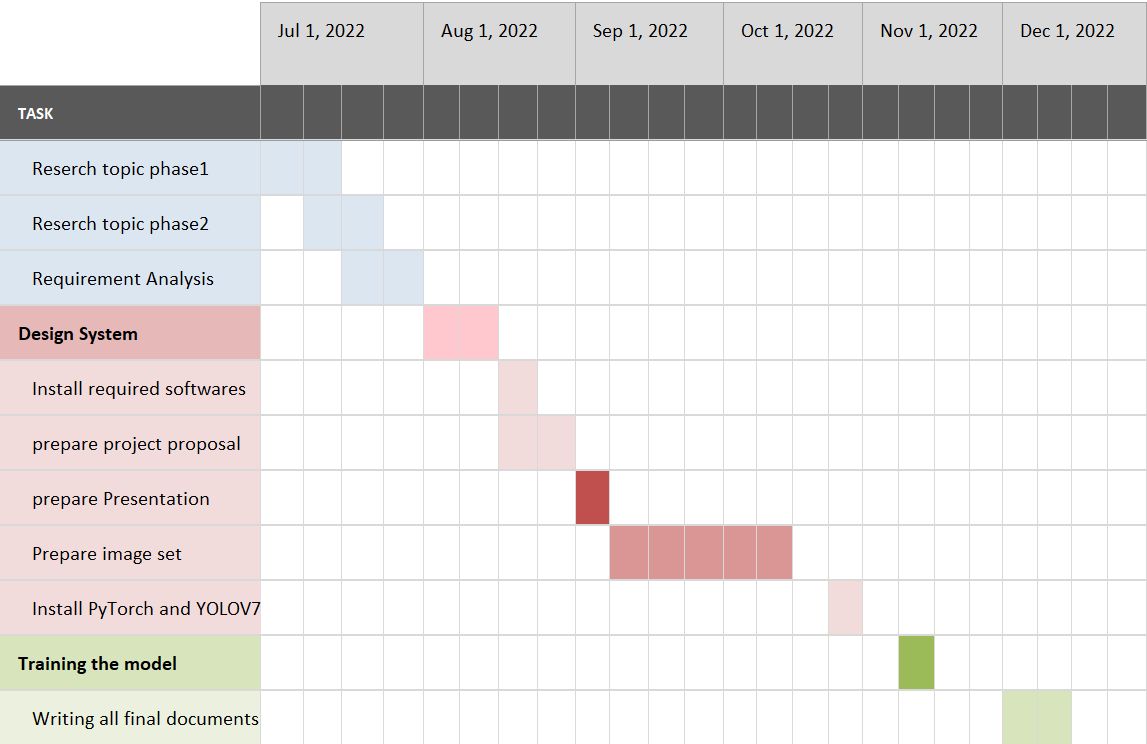 Jul 1, 2022 Aug 1, 2022 Sep 1, 2022 Oct 1, 2022 Nov 1, 2022 Dec 1, 2022
TASK
Reserch topic phase1
Reserch topic phase2
Requirement Analysis
Design System
Install required softwares
prepare project proposal
prepare Presentation
Prepare image set
Install PyTorch and YOLOV7
Training the model
Writing all final documents